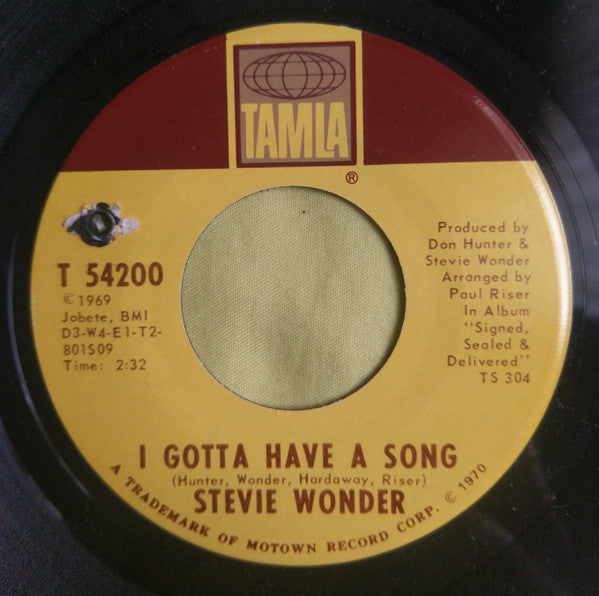 TAMLA
®
T 54200
© 1969
Jobete, BMI
D3-W4-E1-T2-
B01S09
Time: 2:32
Produced by
Don Hunter &
Stevie Wonder
Arranged by
Paul Riser
In Album
"Signed,
Sealed &
Delivered"
TS 304
I GOTTA HAVE A SONG
(Hunter, Wonder, Hardaway, Riser)
STEVIE WONDER
A TRADEMARK OF MOTOWN RECORD CORP. © 1970